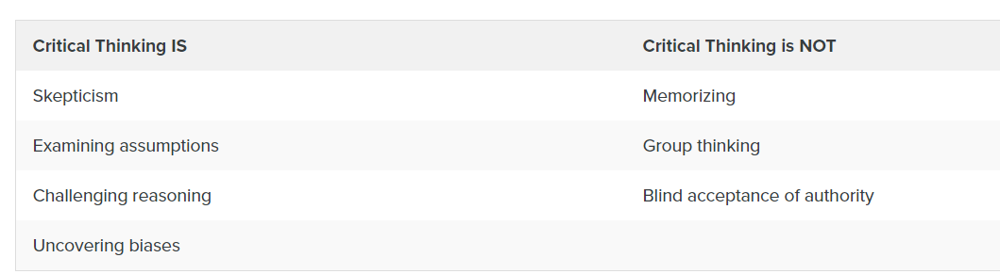 Critical Thinking IS Critical Thinking is NOT
Skepticism Memorizing
Examining assumptions Group thinking
Challenging reasoning Blind acceptance of authority
Uncovering biases